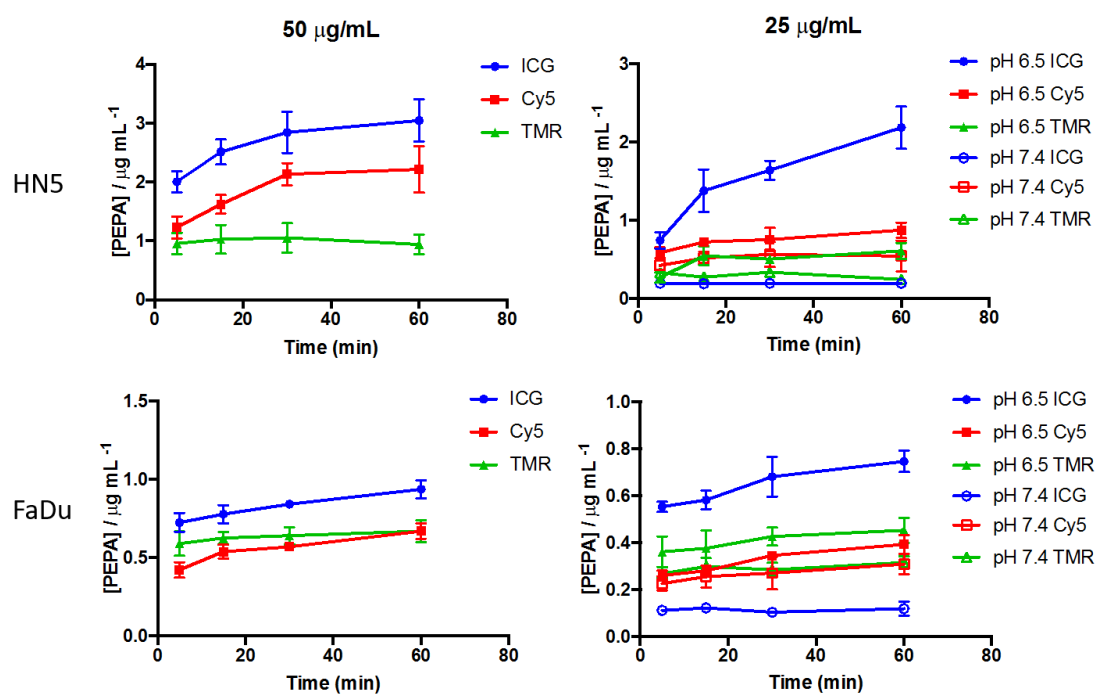 50 μg/mL
25 μg/mL
HN5
[PEPA] / μg mL -1
4
3
2
1
0
0
20
40
60
80
Time (min)
ICG
Cy5
TMR
[PEPA] / μg mL -1
3
2
1
0
0
20
40
60
80
Time (min)
pH 6.5 ICG
pH 6.5 Cy5
pH 6.5 TMR
pH 7.4 ICG
pH 7.4 Cy5
pH 7.4 TMR
FaDu
[PEPA] / μg mL -1
1.5
1.0
0.5
0.0
0
20
40
60
80
Time (min)
ICG
Cy5
TMR
[PEPA] / μg mL -1
1.0
0.8
0.6
0.4
0.2
0.0
0
20
40
60
80
Time (min)
pH 6.5 ICG
pH 6.5 Cy5
pH 6.5 TMR
pH 7.4 ICG
pH 7.4 Cy5
pH 7.4 TMR